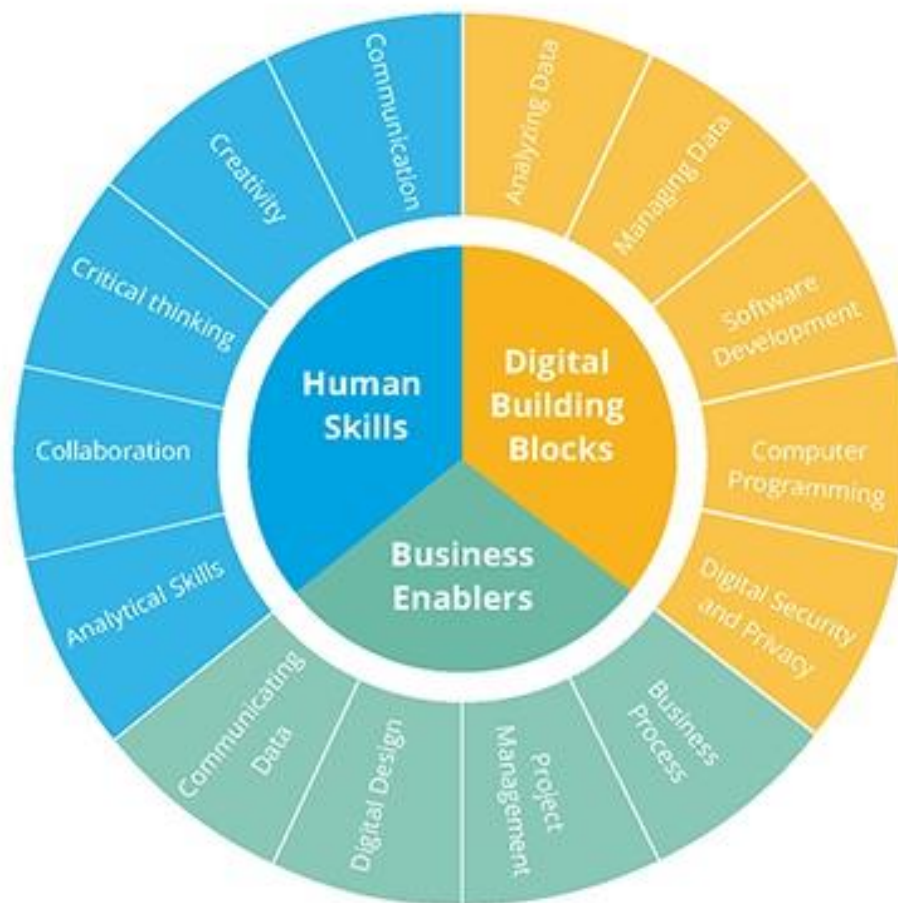 Human
Skills
Digital
Building
Blocks
Business
Enablers
Communication
Analyzing Data
Managing Data
Software
Development
Computer
Programming
Digital Security
and Privacy
Business
Process
Project
Management
Digital Design
Communicating
Data
Analytical Skills
Collaboration
Critical thinking
Creativity